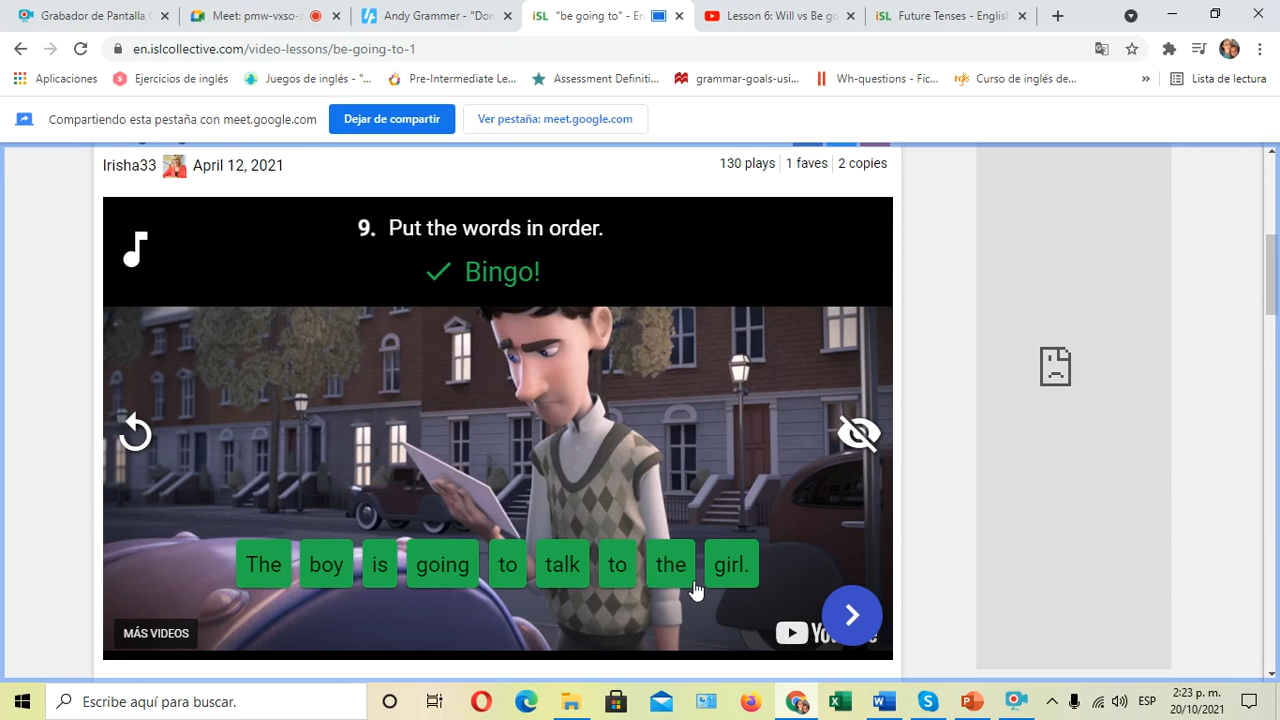 Grabador de Pantalla G
Meet: pmw-vxso-z
Andy Grammer - "Don
"be going to" - En
Lesson 6: Will vs Be go
Future Tenses - English
en.islcollective.com/video-lessons/be-going-to-1
Aplicaciones
Ejercicios de inglés
Juegos de inglés - "...
Pre-Intermediate Le...
Assessment Definiti...
grammar-goals-usi...
Wh-questions - Fic...
Curso de inglés de...
»
Lista de lectura
Compartiendo esta pestaña con meet.google.com
Dejar de compartir
Ver pestaña: meet.google.com
Irisha33 April 12, 2021
130 plays 1 faves 2 copies
9. Put the words in order.
Bingo!
The boy is going to talk to the girl.
MÁS VIDEOS
Escribe aquí para buscar.
ESP
2:23 p. m.
20/10/2021